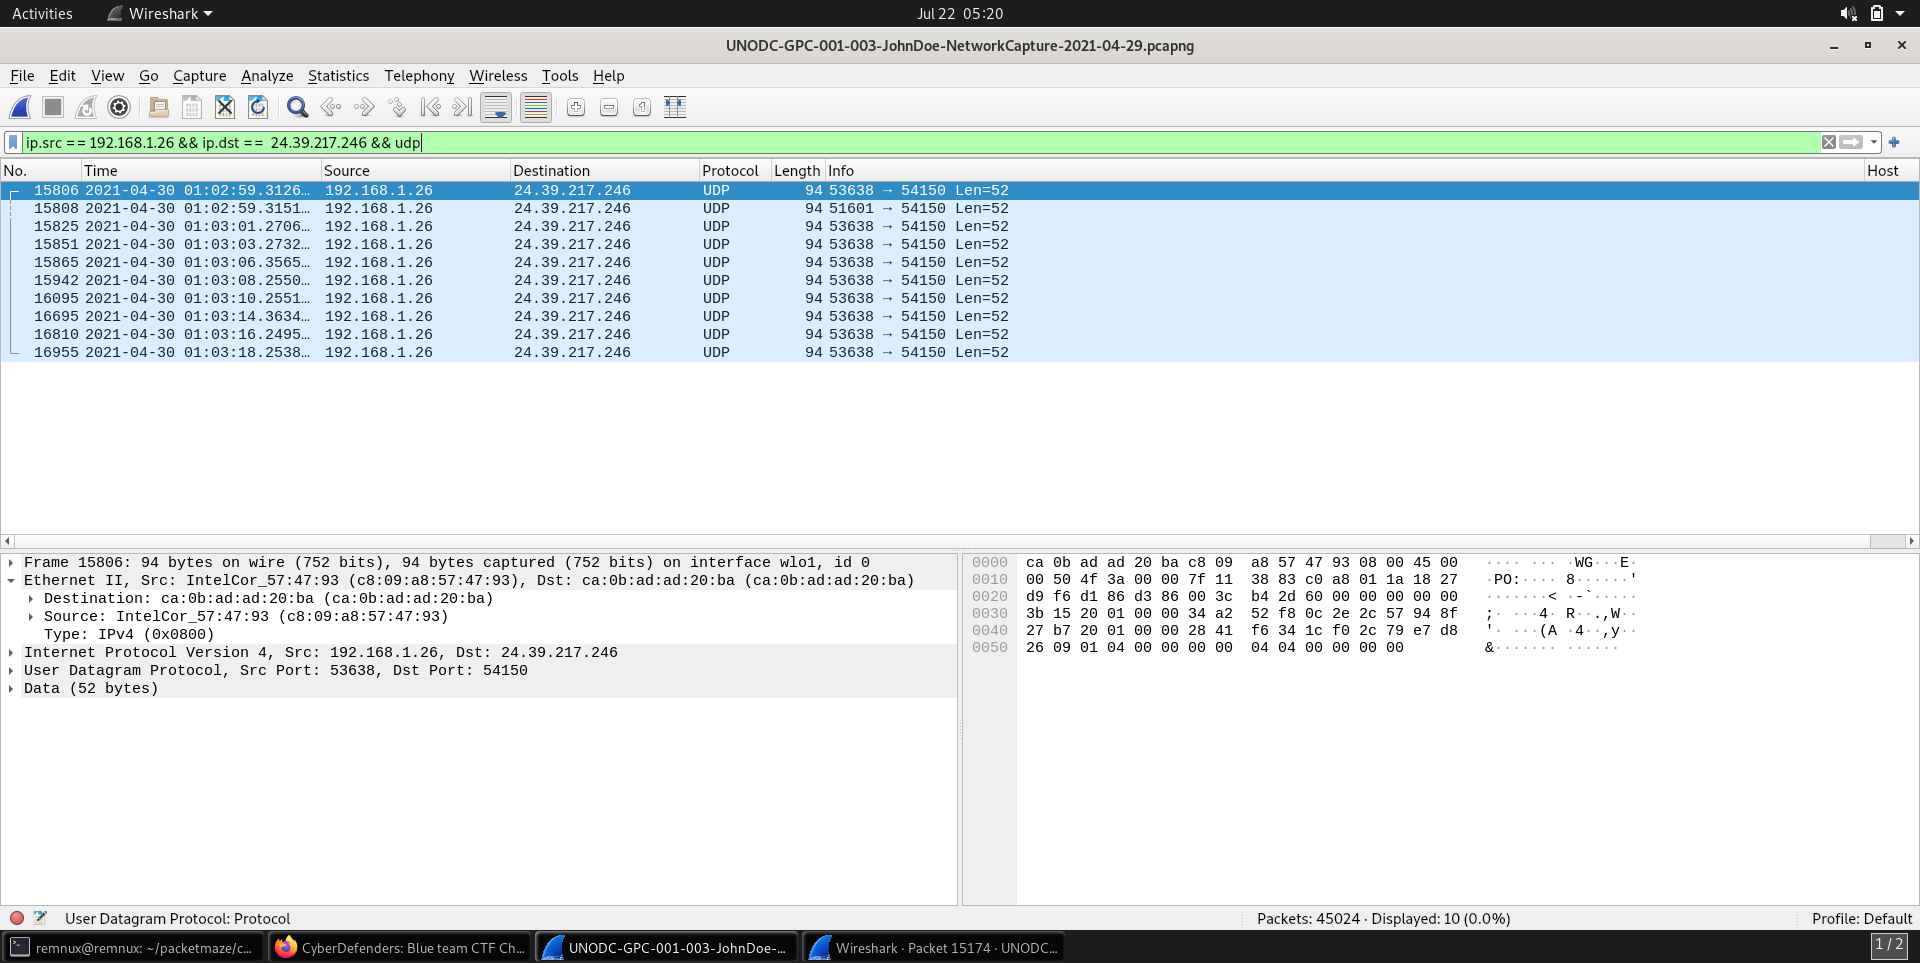 Activities Wireshark Jul 22 05:20
UNODC-GPC-001-003-JohnDoe-NetworkCapture-2021-04-29.pcapng
File Edit View Go Capture Analyze Statistics Telephony Wireless Tools Help
ip.src == 192.168.1.26 && ip.dst == 24.39.217.246 && udp
No. Time Source Destination Protocol Length Info Host
15806 2021-04-30 01:02:59.3126… 192.168.1.26 24.39.217.246 UDP 94 53638 → 54150 Len=52
15808 2021-04-30 01:02:59.3151… 192.168.1.26 24.39.217.246 UDP 94 51601 → 54150 Len=52
15825 2021-04-30 01:03:01.2706… 192.168.1.26 24.39.217.246 UDP 94 53638 → 54150 Len=52
15851 2021-04-30 01:03:03.2732… 192.168.1.26 24.39.217.246 UDP 94 53638 → 54150 Len=52
15865 2021-04-30 01:03:06.3565… 192.168.1.26 24.39.217.246 UDP 94 53638 → 54150 Len=52
15942 2021-04-30 01:03:08.2550… 192.168.1.26 24.39.217.246 UDP 94 53638 → 54150 Len=52
16095 2021-04-30 01:03:10.2551… 192.168.1.26 24.39.217.246 UDP 94 53638 → 54150 Len=52
16695 2021-04-30 01:03:14.3634… 192.168.1.26 24.39.217.246 UDP 94 53638 → 54150 Len=52
16810 2021-04-30 01:03:16.2495… 192.168.1.26 24.39.217.246 UDP 94 53638 → 54150 Len=52
16955 2021-04-30 01:03:18.2538… 192.168.1.26 24.39.217.246 UDP 94 53638 → 54150 Len=52
Frame 15806: 94 bytes on wire (752 bits), 94 bytes captured (752 bits) on interface wlo1, id 0
Ethernet II, Src: IntelCor_57:47:93 (c8:09:a8:57:47:93), Dst: ca:0b:ad:ad:20:ba (ca:0b:ad:ad:20:ba)
Destination: ca:0b:ad:ad:20:ba (ca:0b:ad:ad:20:ba)
Source: IntelCor_57:47:93 (c8:09:a8:57:47:93)
Type: IPv4 (0x0800)
Internet Protocol Version 4, Src: 192.168.1.26, Dst: 24.39.217.246
User Datagram Protocol, Src Port: 53638, Dst Port: 54150
Data (52 bytes)
0000 ca 0b ad ad 20 ba c8 09 a8 57 47 93 08 00 45 00 ···· ··· ·WG···E·
0010 00 50 4f 3a 00 00 7f 11 38 83 c0 a8 01 1a 18 27 ·PO:···· 8······'
0020 d9 f6 d1 86 d3 86 00 3c b4 2d 60 00 00 00 00 00 ·······< ·-`·····
0030 3b 15 20 01 00 00 34 a2 52 f8 0c 2e 2c 57 94 8f ;· ···4· R··.,W··
0040 27 b7 20 01 00 00 28 41 f6 34 1c f0 2c 79 e7 d8 '· ···(A ·4··,y··
0050 26 09 01 04 00 00 00 00 04 04 00 00 00 00 &······· ······
User Datagram Protocol: Protocol Packets: 45024 · Displayed: 10 (0.0%) Profile: Default
remnux@remnux: ~/packetmaze/c… CyberDefenders: Blue team CTF Ch… UNODC-GPC-001-003-JohnDoe-… Wireshark · Packet 15174 · UNODC… 1 / 2